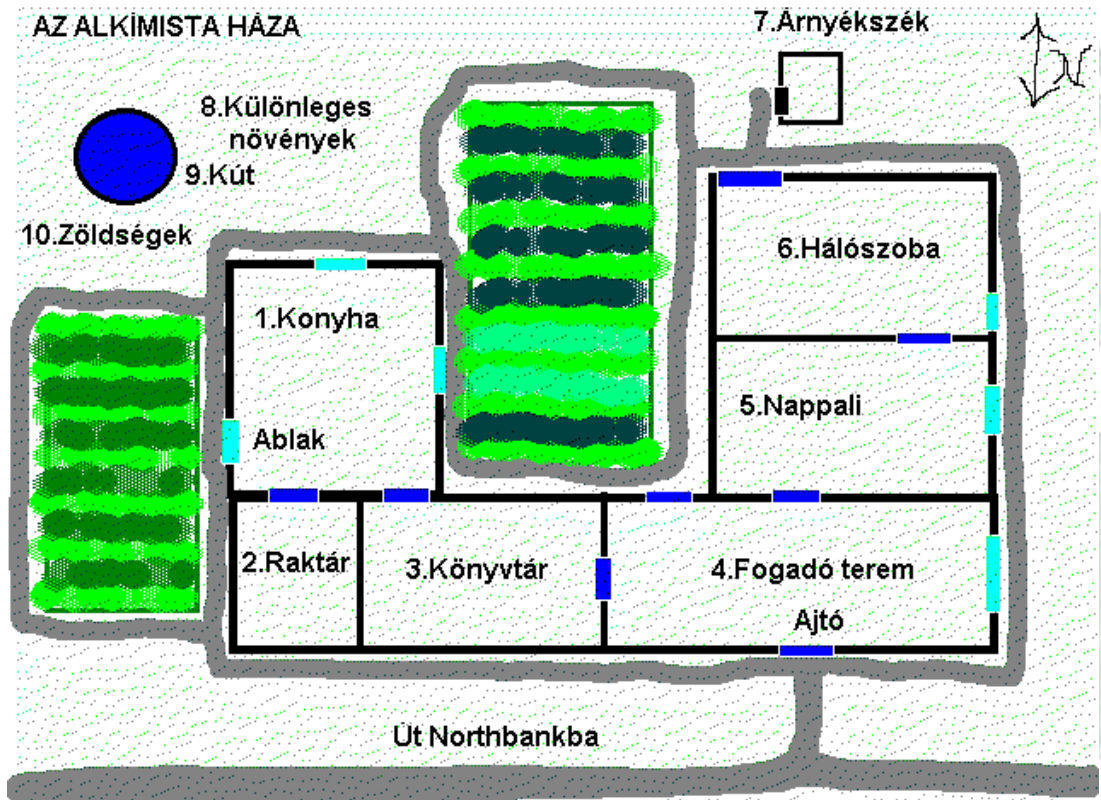 AZ ALKÍMISTA HÁZA
7.Árnyékszék
8.Különleges
növények
9.Kút
10.Zöldségek
6.Hálószoba
1.Konyha
5.Nappali
Ablak
2.Raktár
3.Könyvtár
4.Fogadó terem
Ajtó
Út Northbankba